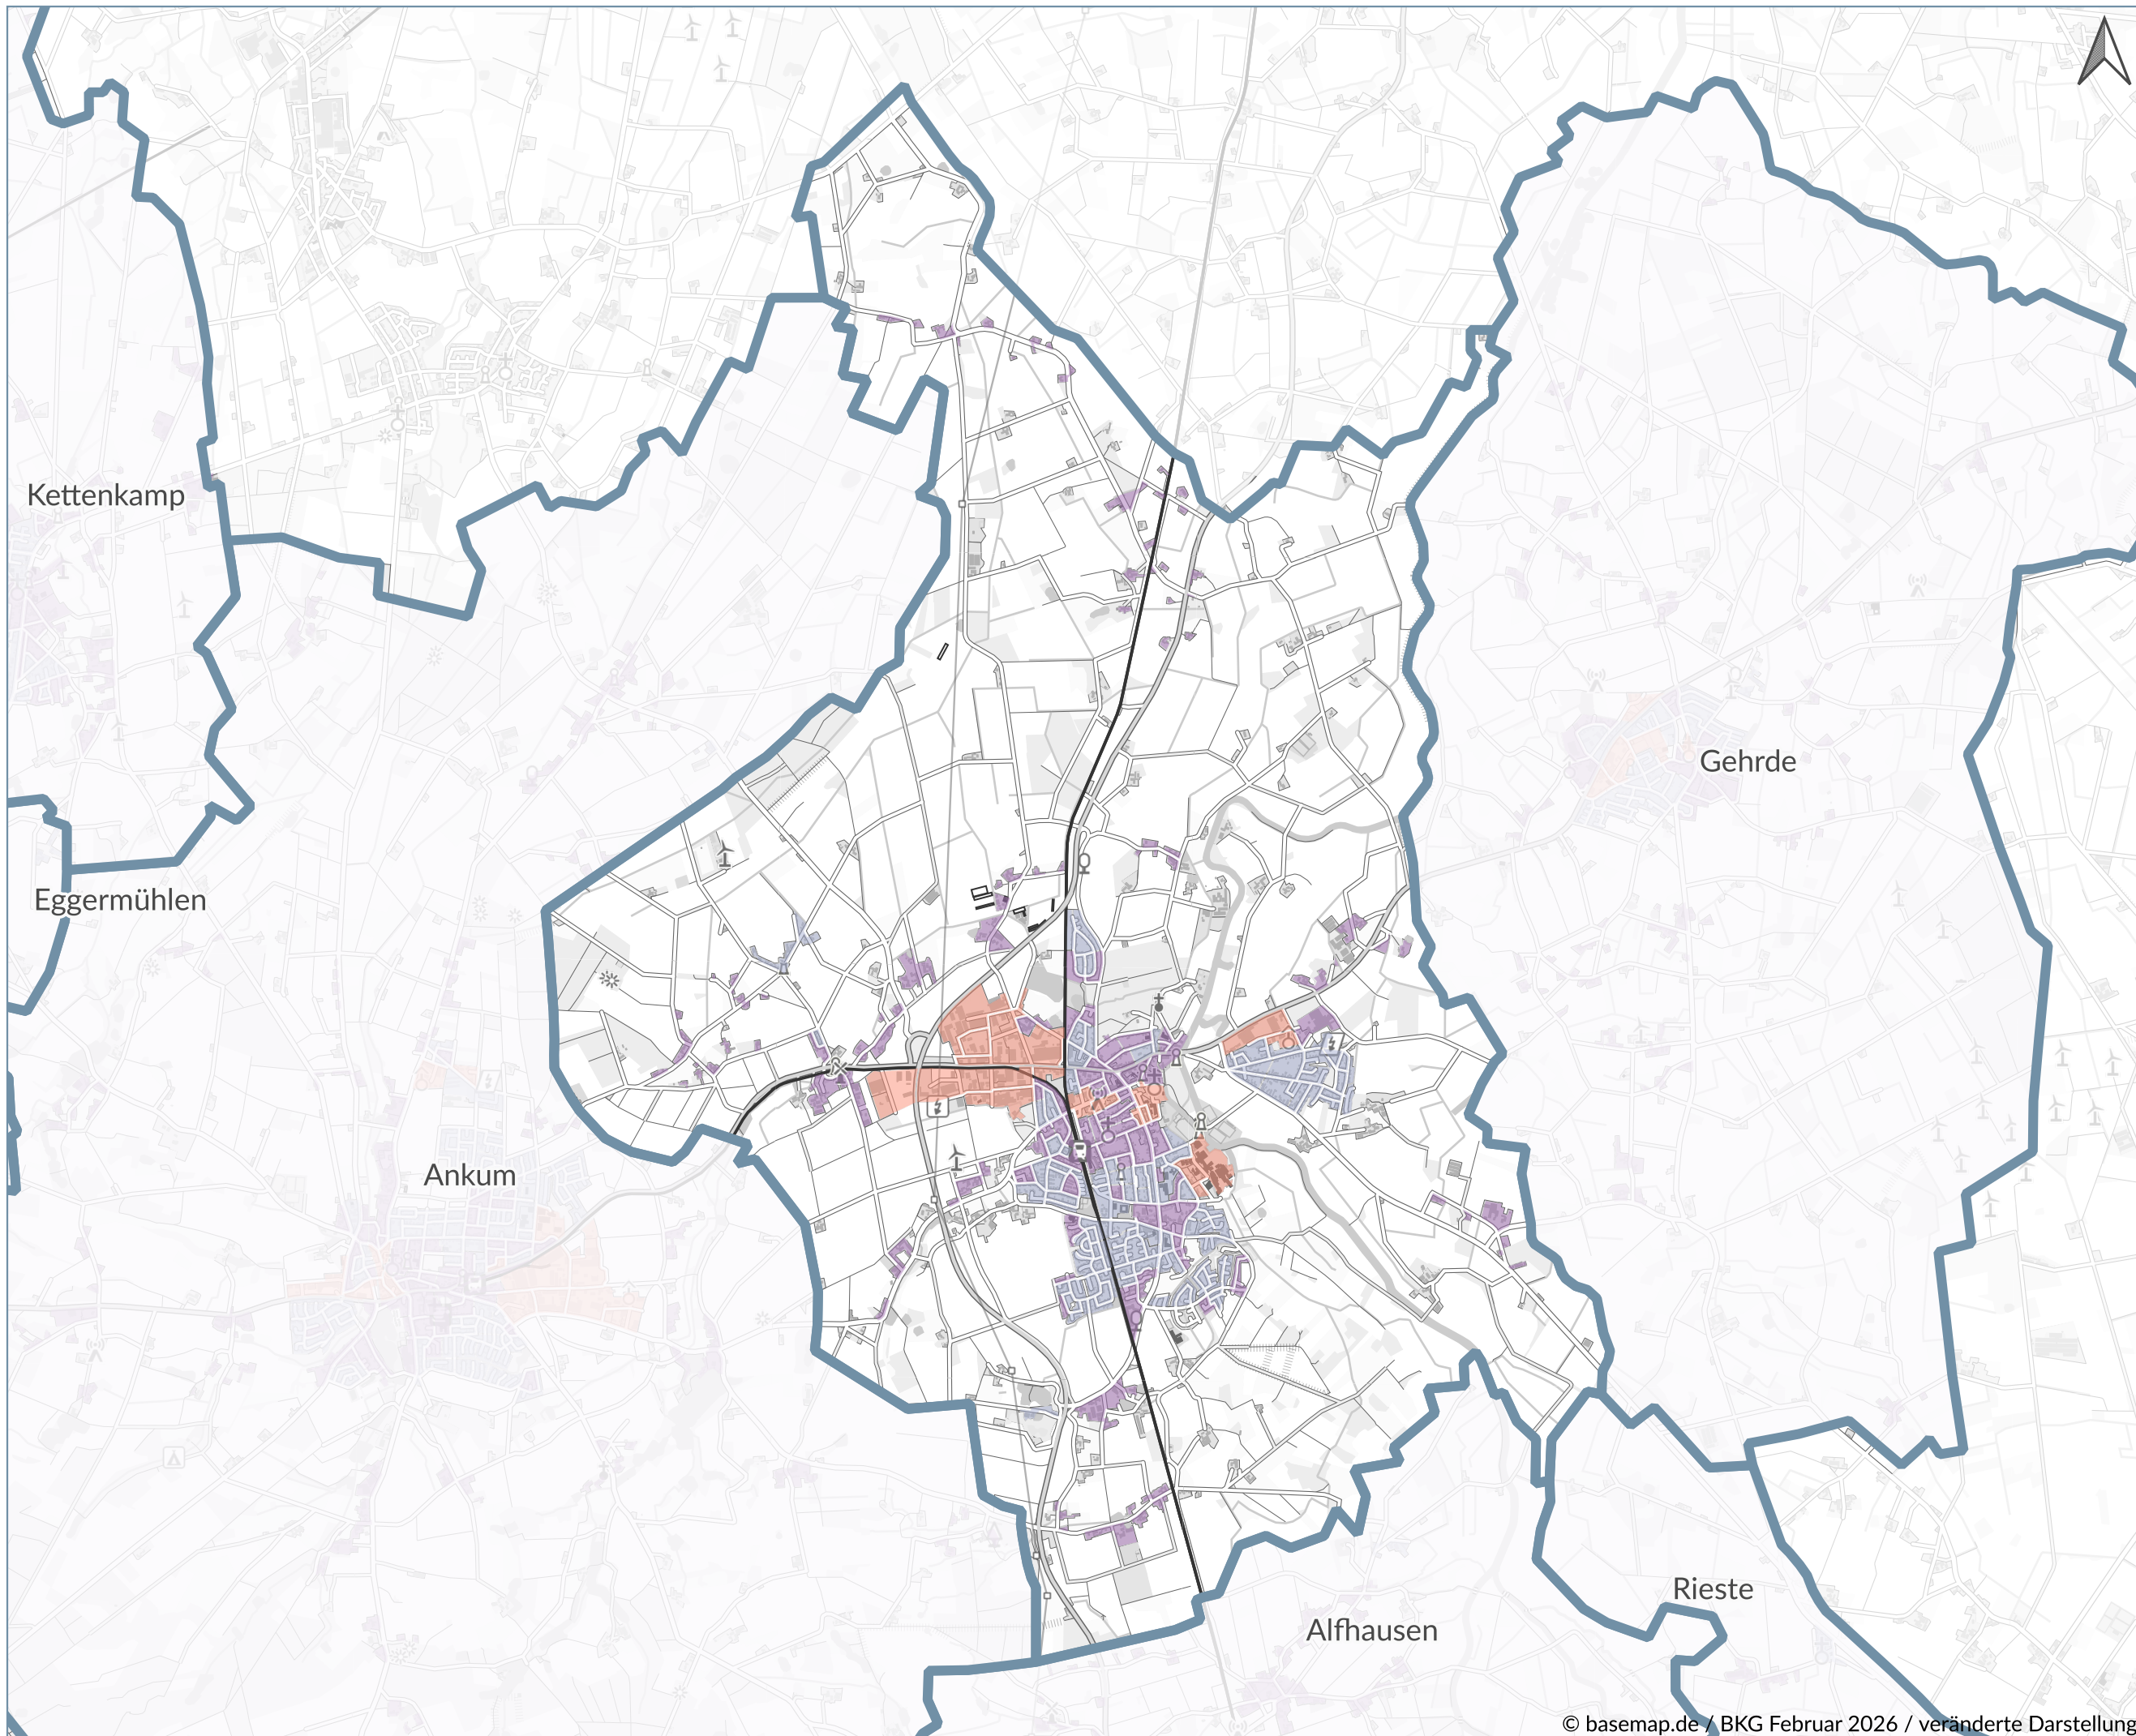 Kettenkamp
Gehrde
Eggermühlen
Ankum
Rieste
Alfhausen
© basemap.de / BKG Februar 2026 / veränderte Darstellung